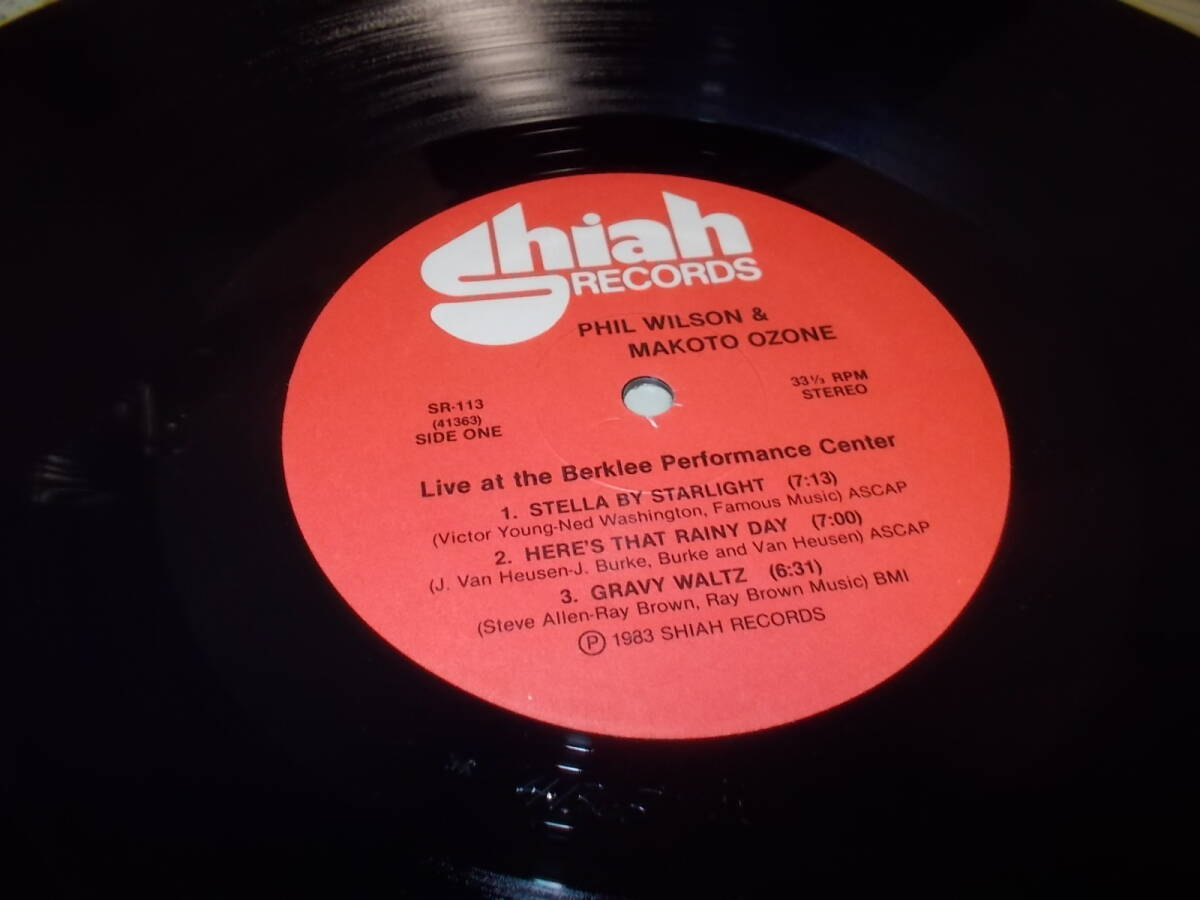 Shiah
RECORDS
PHIL WILSON &
MAKOTO OZONE
SR-113
(41363)
SIDE ONE
33⅓ RPM
STEREO
Live at the Berklee Performance Center
1. STELLA BY STARLIGHT (7:13)
(Victor Young-Ned Washington, Famous Music) ASCAP
2. HERE'S THAT RAINY DAY (7:00)
(J. Van Heusen-J. Burke, Burke and Van Heusen) ASCAP
3. GRAVY WALTZ (6:31)
(Steve Allen-Ray Brown, Ray Brown Music) BMI
Ⓟ 1983 SHIAH RECORDS